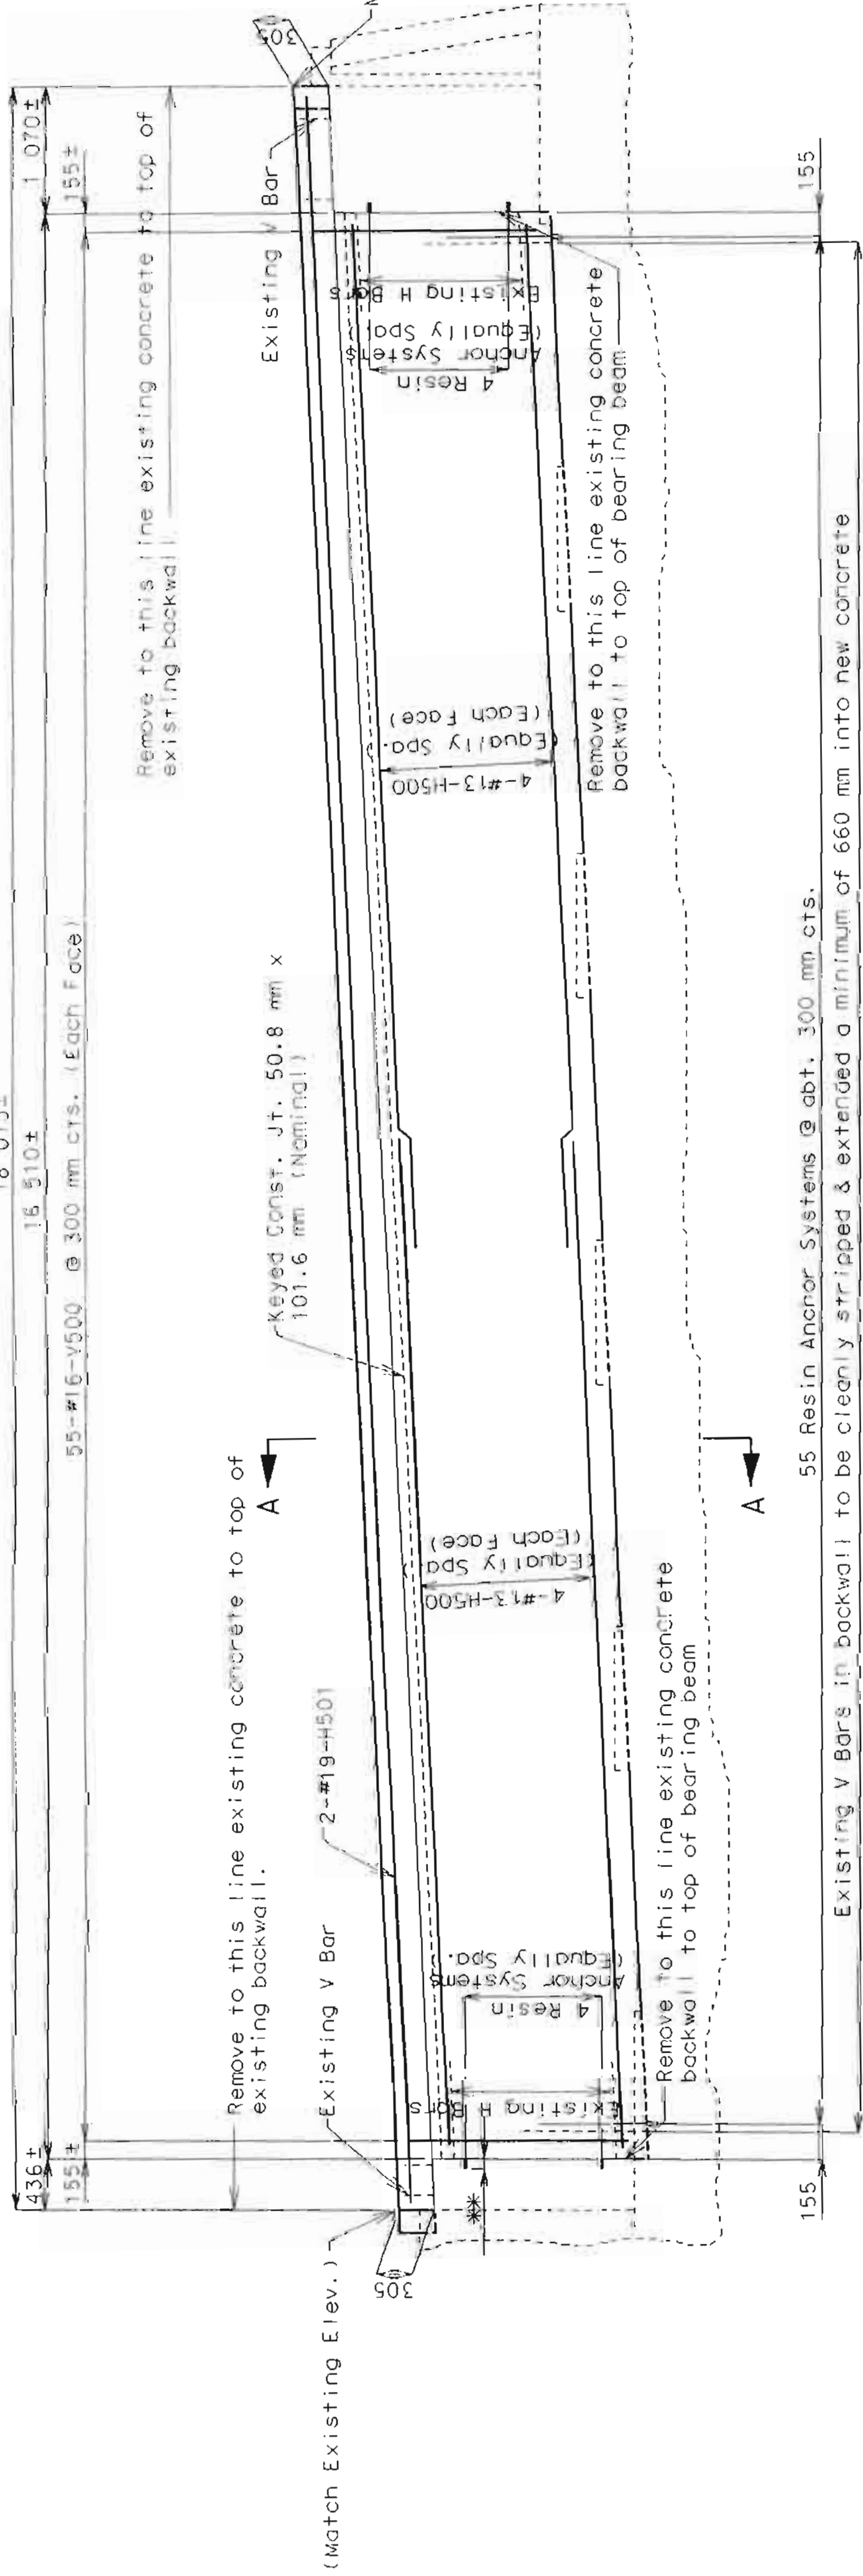 16 510±
436±
1 070±
155±
155±
55-#16-V500 @ 300 mm cts. (Each Face)
305
Remove to this line existing concrete to top of
existing backwall.
Remove to this line existing concrete to top of
existing backwall.
Keyed Const. Jt. 50.8 mm x
101.6 mm (Nominal)
2-#19-H501
Existing V Bar
Existing V Bar
(Match Existing Elev.)
305
A
A
Existing H Bars
4 Resin
Anchor Systems
(Equally Spa.)
4-#13-H500
(Equally Spa.
(Each Face)
4-#13-H500
(Equally Spa.
(Each Face)
4 Resin
Anchor Systems
(Equally Spa.)
Existing H Bars
**
Remove to this line existing concrete
backwall to top of bearing beam
Remove to this line existing concrete
backwall to top of bearing beam
155
155
55 Resin Anchor Systems @ abt. 300 mm cts.
Existing V Bars in backwall to be cleanly stripped & extended a minimum of 660 mm into new concrete